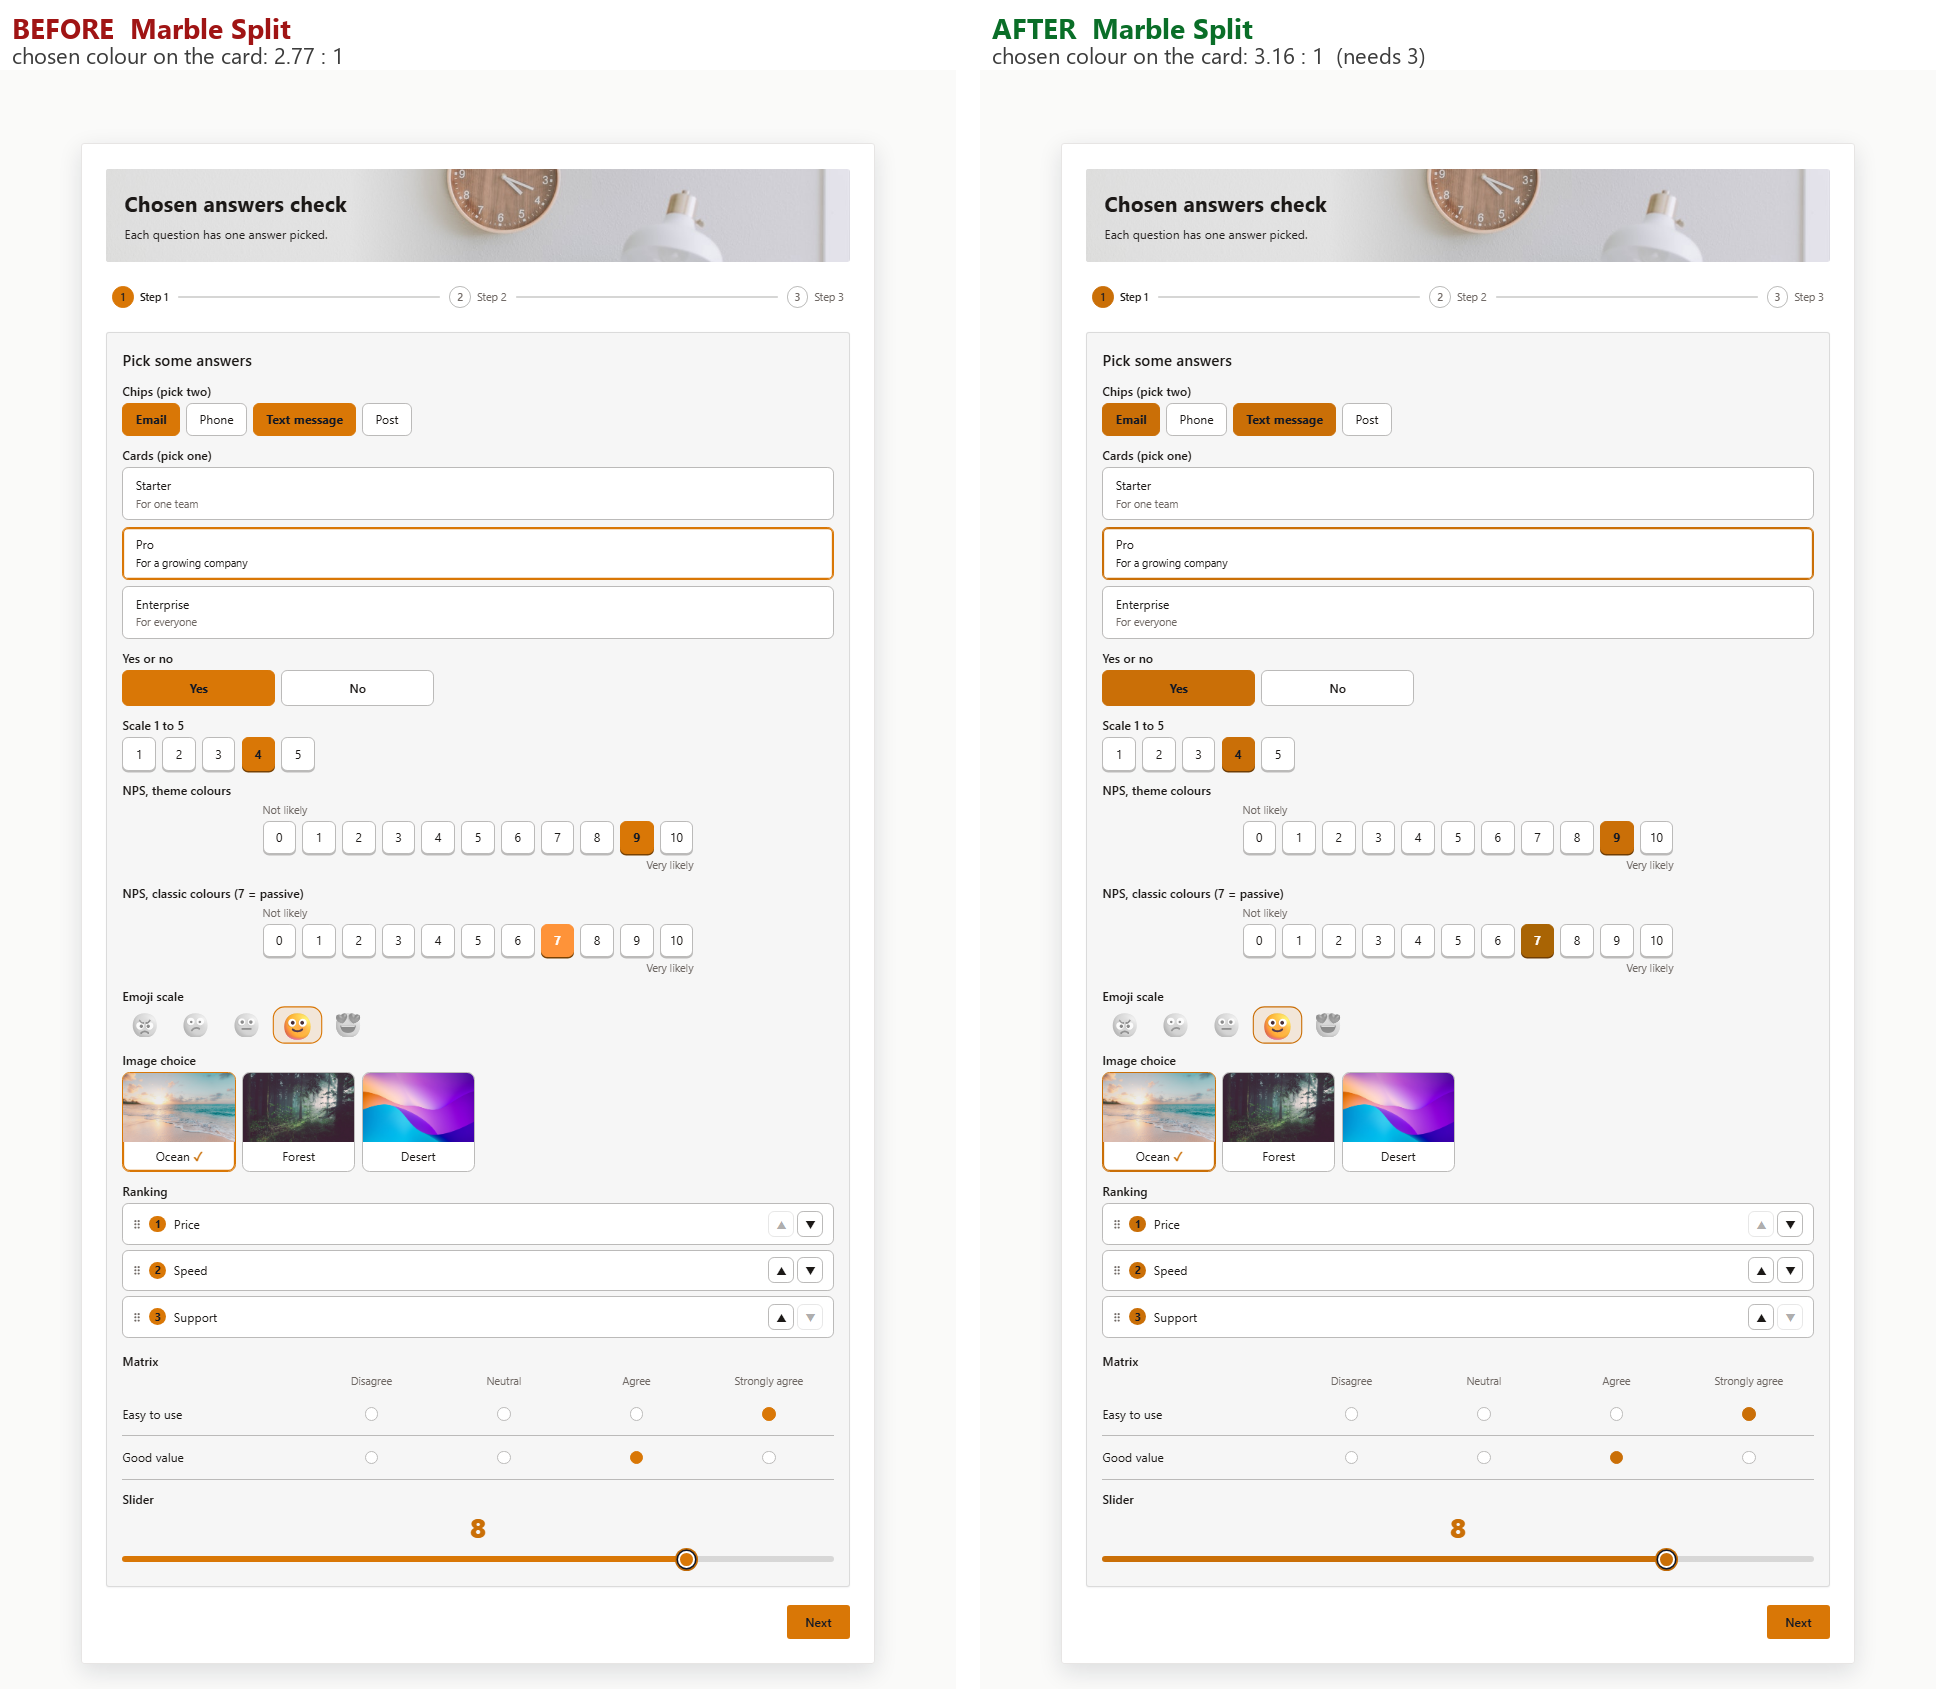 BEFORE Marble Split
chosen colour on the card: 2.77 : 1
Chosen answers check
Each question has one answer picked.
1 Step 1 2 Step 2 3 Step 3
Pick some answers
Chips (pick two)
Email Phone Text message Post
Cards (pick one)
Starter
For one team
Pro
For a growing company
Enterprise
For everyone
Yes or no
Yes No
Scale 1 to 5
1 2 3 4 5
NPS, theme colours
Not likely
0 1 2 3 4 5 6 7 8 9 10
Very likely
NPS, classic colours (7 = passive)
Not likely
0 1 2 3 4 5 6 7 8 9 10
Very likely
Emoji scale
Image choice
Ocean ✓ Forest Desert
Ranking
1 Price
2 Speed
3 Support
Matrix
Disagree Neutral Agree Strongly agree
Easy to use
Good value
Slider
8
Next
AFTER Marble Split
chosen colour on the card: 3.16 : 1 (needs 3)
Chosen answers check
Each question has one answer picked.
1 Step 1 2 Step 2 3 Step 3
Pick some answers
Chips (pick two)
Email Phone Text message Post
Cards (pick one)
Starter
For one team
Pro
For a growing company
Enterprise
For everyone
Yes or no
Yes No
Scale 1 to 5
1 2 3 4 5
NPS, theme colours
Not likely
0 1 2 3 4 5 6 7 8 9 10
Very likely
NPS, classic colours (7 = passive)
Not likely
0 1 2 3 4 5 6 7 8 9 10
Very likely
Emoji scale
Image choice
Ocean ✓ Forest Desert
Ranking
1 Price
2 Speed
3 Support
Matrix
Disagree Neutral Agree Strongly agree
Easy to use
Good value
Slider
8
Next